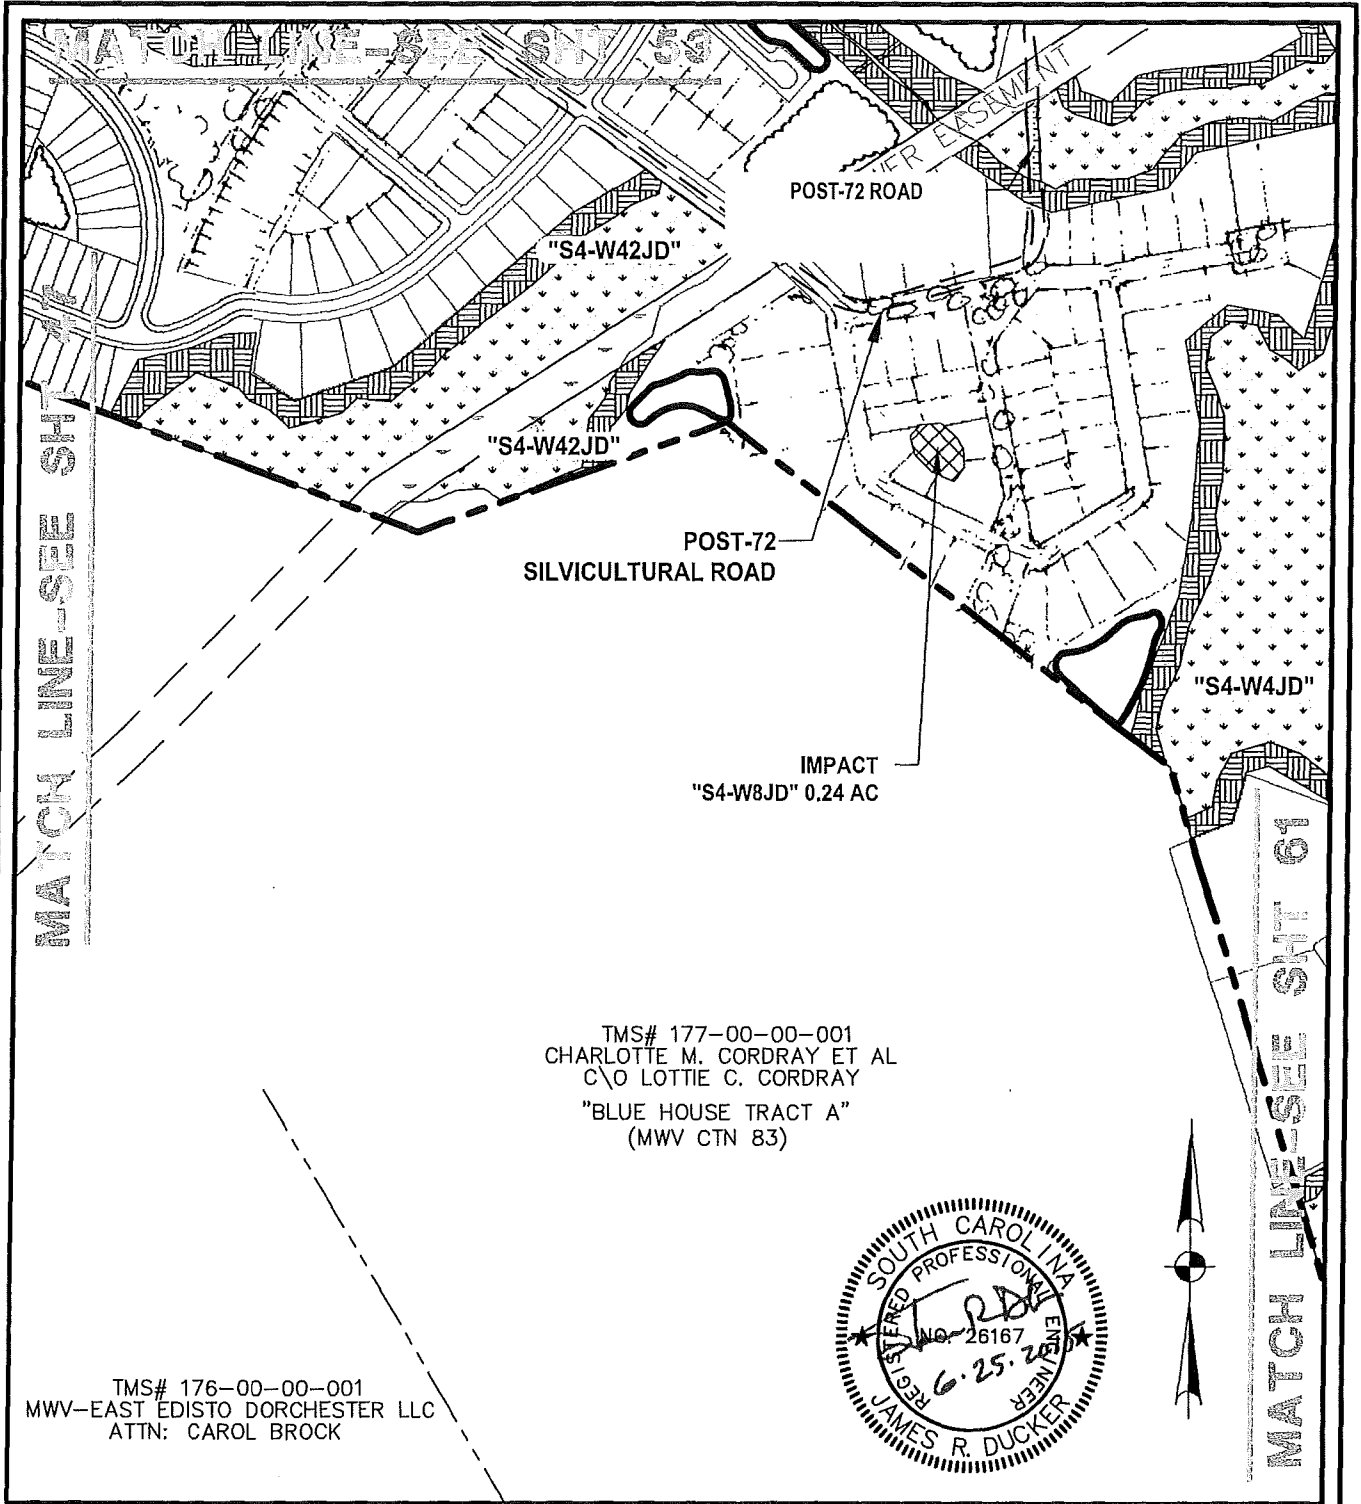 MATCH LINE-SEE SHT 53
EASEMENT
POST-72 ROAD
"S4-W42JD"
"S4-W42JD"
MATCH LINE-SEE SHT
POST-72
SILVICULTURAL ROAD
"S4-W4JD"
IMPACT
"S4-W8JD" 0.24 AC
MATCH LINE-SEE SHT 61
TMS# 177-00-00-001
CHARLOTTE M. CORDRAY ET AL
C\O LOTTIE C. CORDRAY
"BLUE HOUSE TRACT A"
(MWV CTN 83)
SOUTH CAROLINA
REGISTERED PROFESSIONAL ENGINEER
NO. 26167
6.25.
JAMES R. DUCKER
TMS# 176-00-00-001
MWV-EAST EDISTO DORCHESTER LLC
ATTN: CAROL BROCK